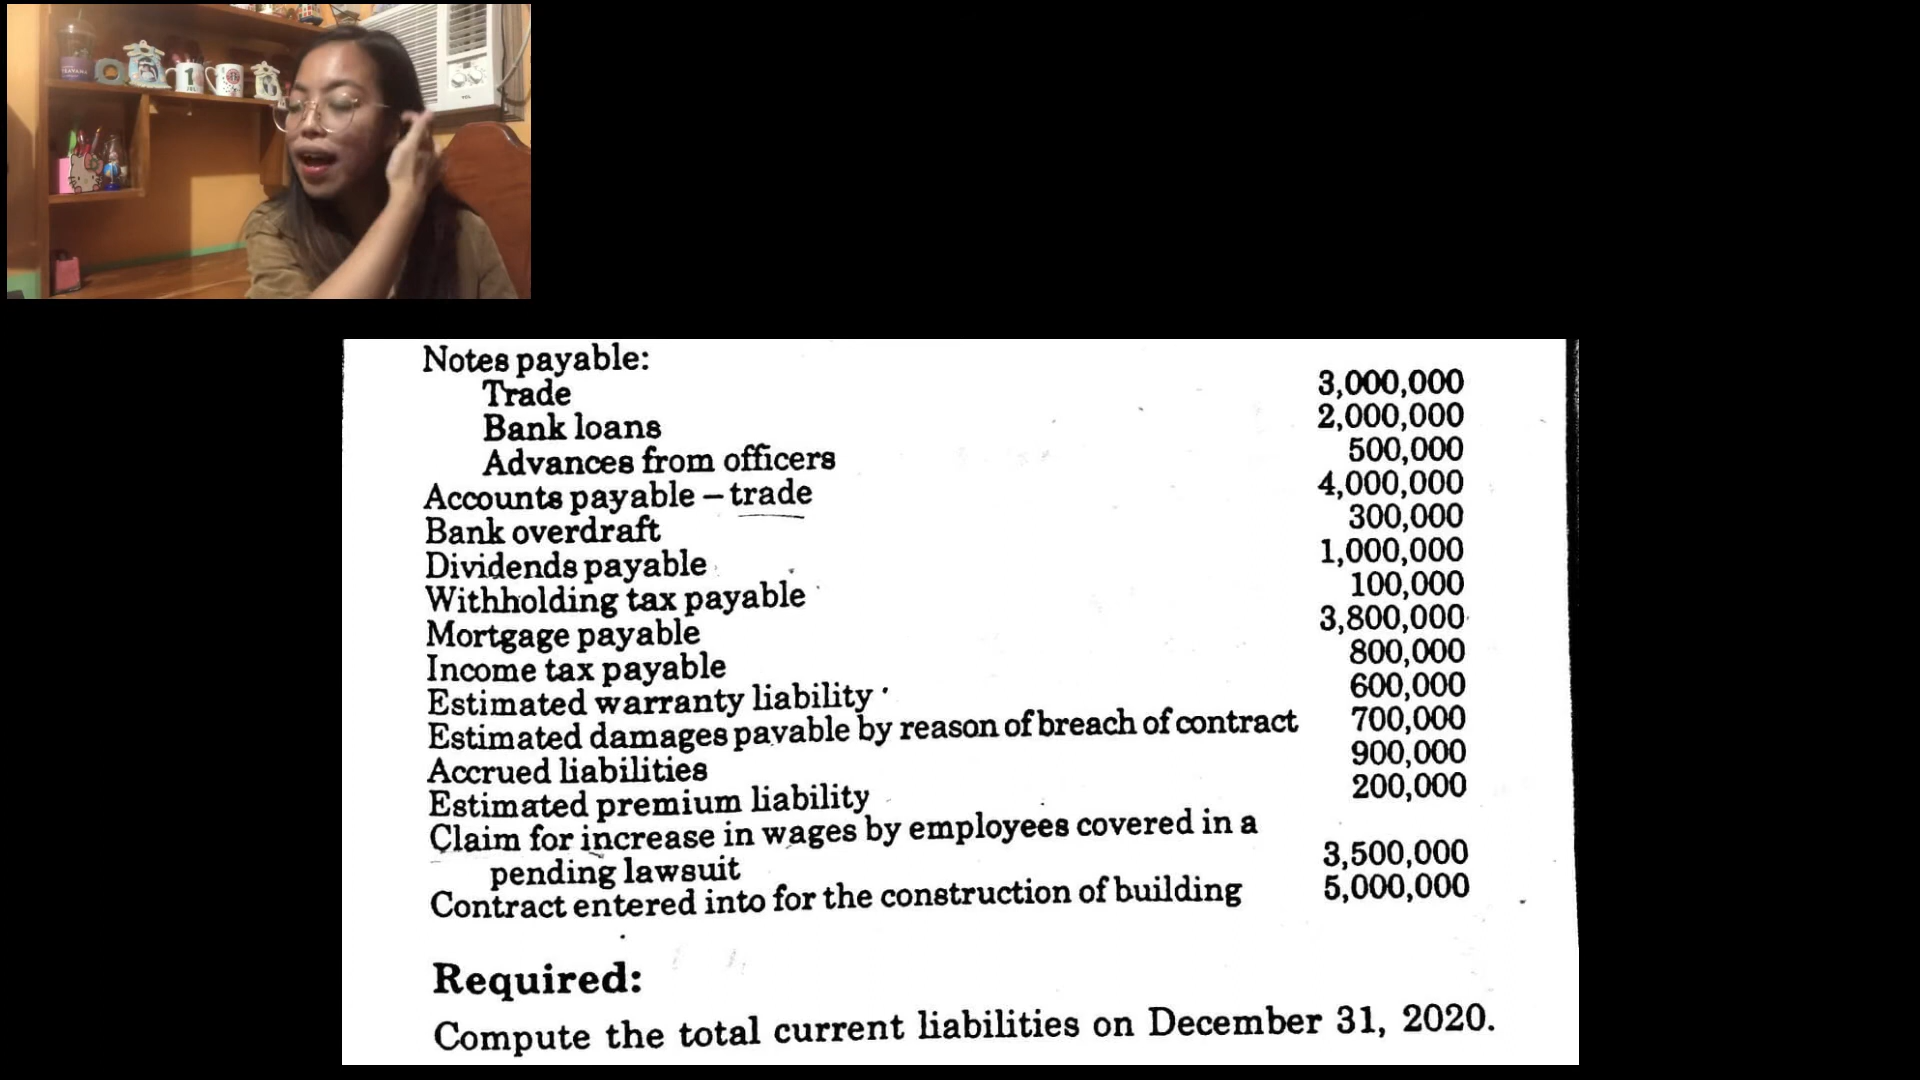 TCL
Notes payable:
Trade 3,000,000
Bank loans 2,000,000
Advances from officers 500,000
Accounts payable – trade 4,000,000
Bank overdraft 300,000
Dividends payable 1,000,000
Withholding tax payable 100,000
Mortgage payable 3,800,000
Income tax payable 800,000
Estimated warranty liability 600,000
Estimated damages payable by reason of breach of contract 700,000
Accrued liabilities 900,000
Estimated premium liability 200,000
Claim for increase in wages by employees covered in a
pending lawsuit 3,500,000
Contract entered into for the construction of building 5,000,000
Required:
Compute the total current liabilities on December 31, 2020.